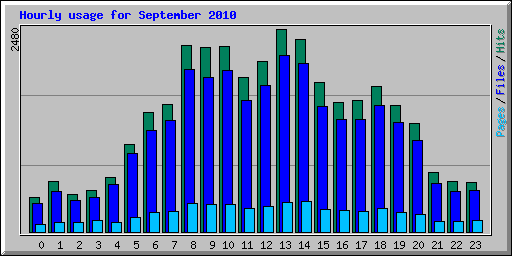 Hourly usage for September 2010
2480
Pages/Files/Hits
0 1 2 3 4 5 6 7 8 9 10 11 12 13 14 15 16 17 18 19 20 21 22 23